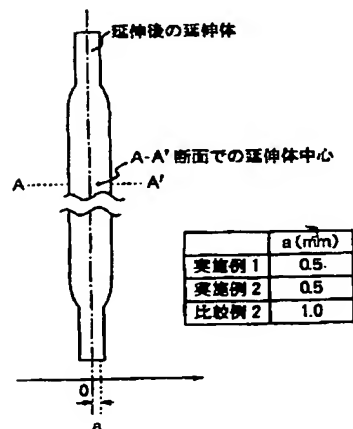 延伸後の延伸体
A-A' 断面での延伸体中心
A
A'
a (mm)
実施例 1 0.5
実施例 2 0.5
比較例 2 1.0
0
a